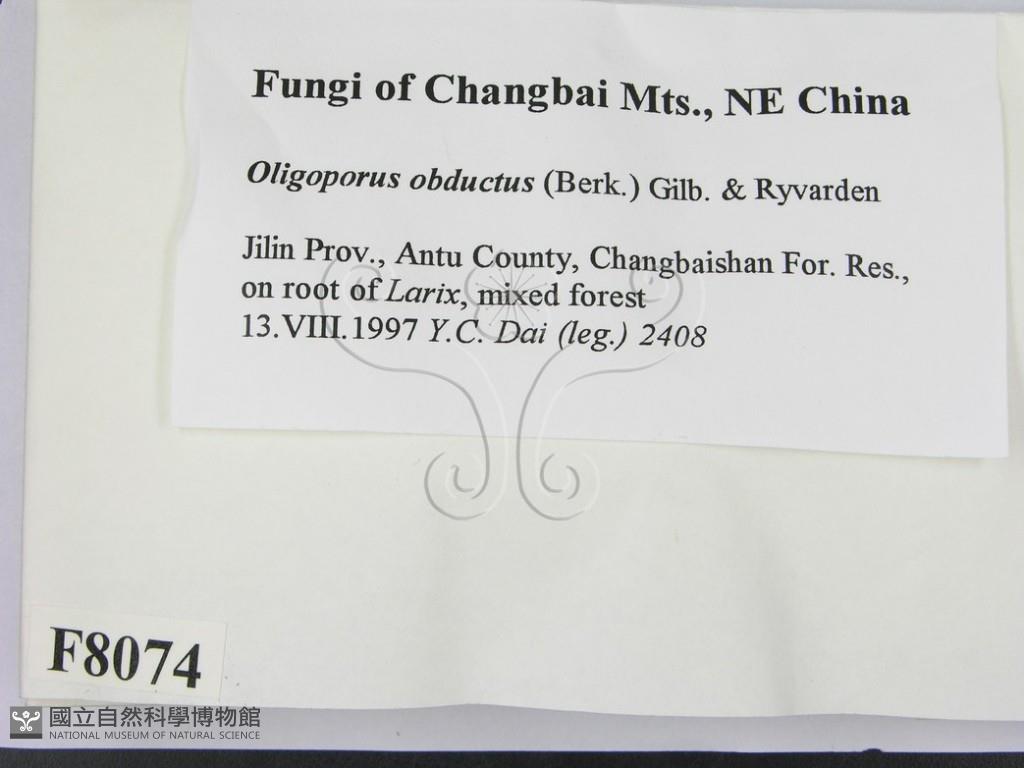 Fungi of Changbai Mts., NE China
Oligoporus obductus (Berk.) Gilb. & Ryvarden
Jilin Prov., Antu County, Changbaishan For. Res.,
on root of Larix, mixed forest
13.VIII.1997 Y.C. Dai (leg.) 2408
F8074
國立自然科學博物館
NATIONAL MUSEUM OF NATURAL SCIENCE